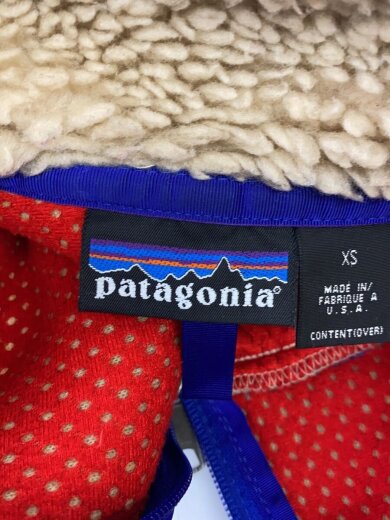 patagonia®
XS
MADE IN/
FABRIQUE A
U.S.A.
CONTENT(OVER)